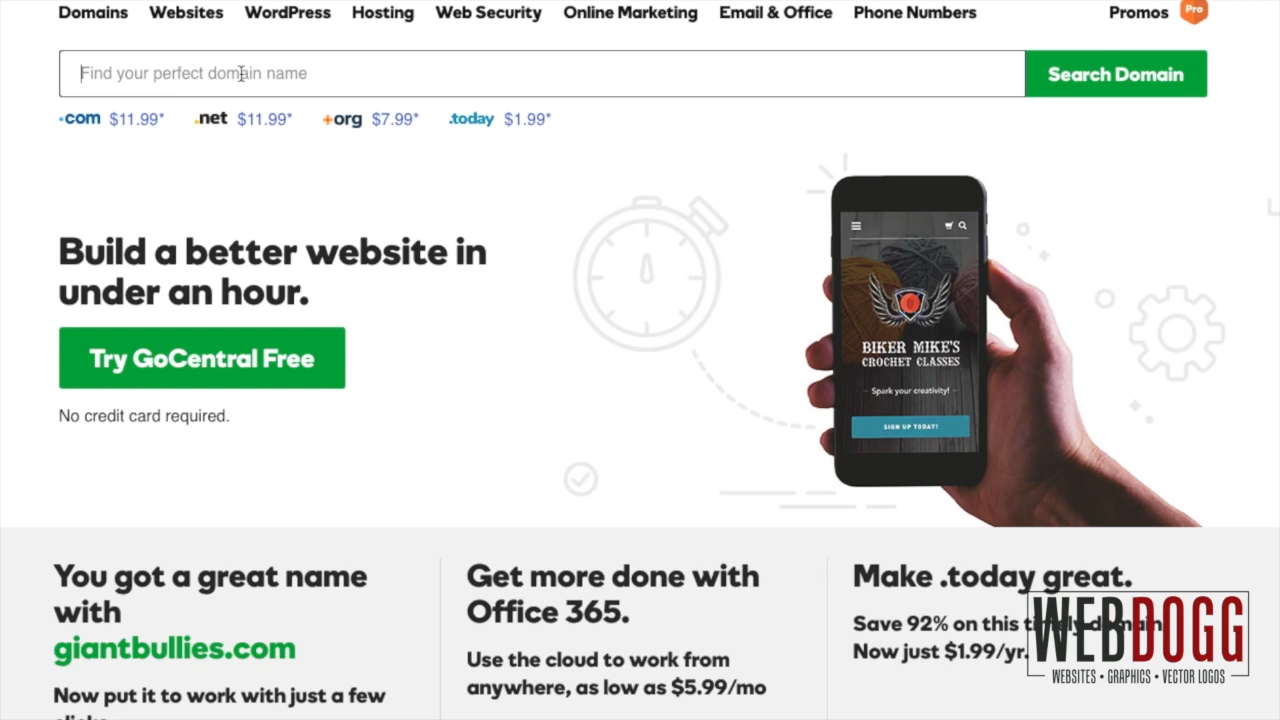 Domains Websites WordPress Hosting Web Security Online Marketing Email & Office Phone Numbers Promos Pro
Find your perfect domain name Search Domain
.com $11.99* .net $11.99* +org $7.99* .today $1.99*
Build a better website in
under an hour.
Try GoCentral Free
No credit card required.
BIKER MIKE'S
CROCHET CLASSES
Spark your creativity!
SIGN UP TODAY!
You got a great name
with
giantbullies.com
Now put it to work with just a few
clicks.
Get more done with
Office 365.
Use the cloud to work from
anywhere, as low as $5.99/mo
Make .today great.
Save 92% on this timely domain.
Now just $1.99/yr.
WEBDOGG
WEBSITES • GRAPHICS • VECTOR LOGOS